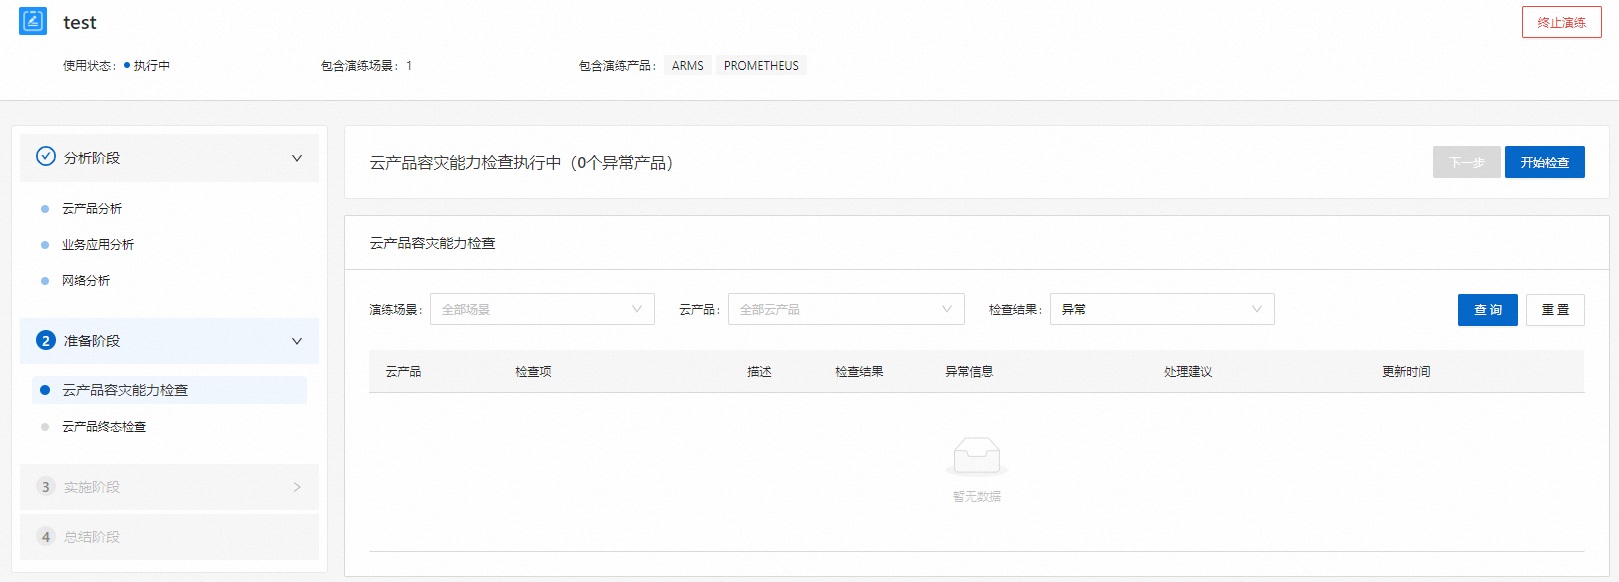 test
终止演练
使用状态: 执行中
包含演练场景: 1
包含演练产品: ARMS PROMETHEUS
分析阶段
云产品分析
业务应用分析
网络分析
2 准备阶段
云产品容灾能力检查
云产品终态检查
3 实施阶段
4 总结阶段
云产品容灾能力检查执行中（0个异常产品）
下一步 开始检查
云产品容灾能力检查
演练场景: 全部场景 云产品: 全部云产品 检查结果: 异常 查询 重置
云产品 检查项 描述 检查结果 异常信息 处理建议 更新时间
暂无数据